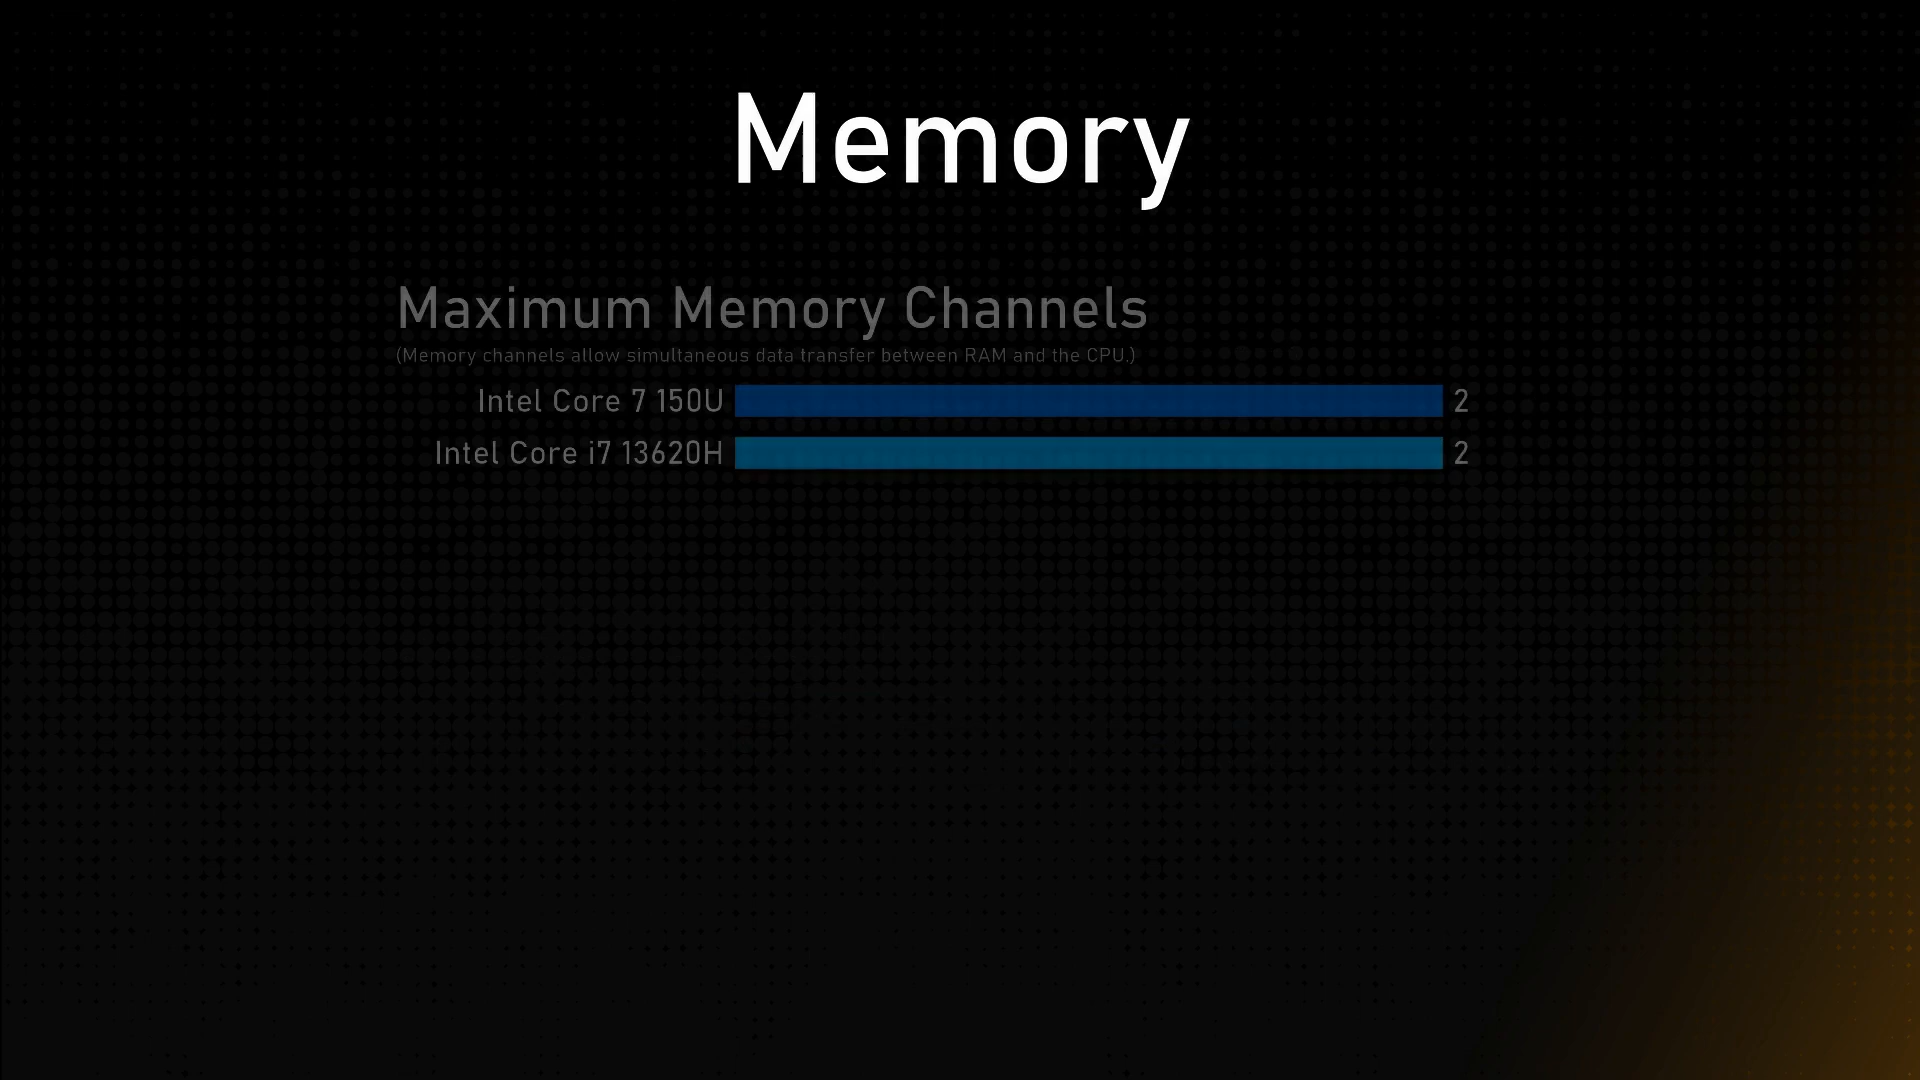 Memory
Maximum Memory Channels
(Memory channels allow simultaneous data transfer between RAM and the CPU.)
Intel Core 7 150U 2
Intel Core i7 13620H 2